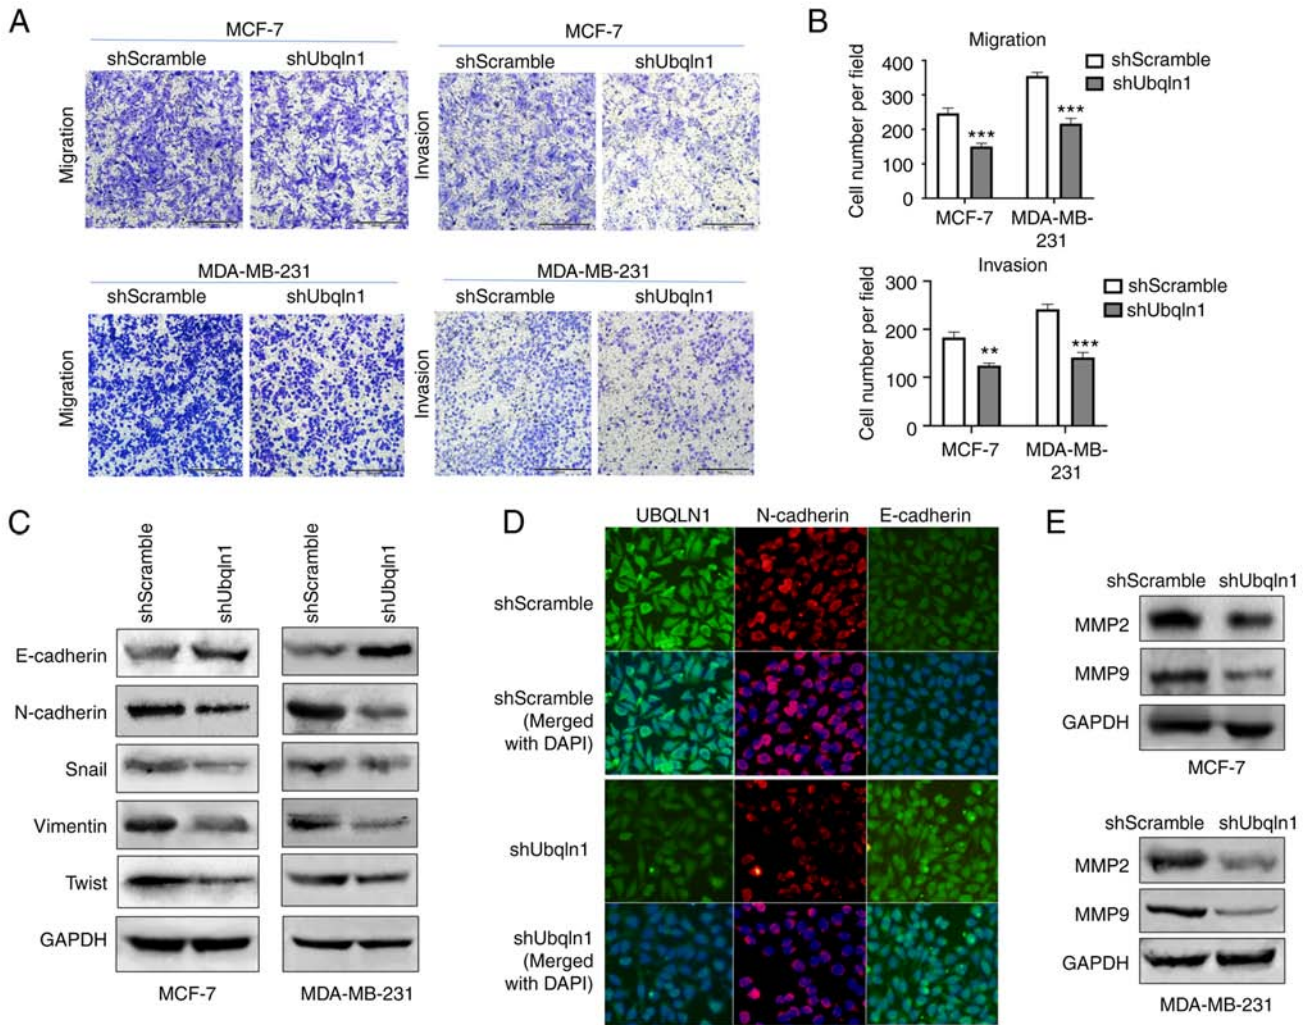 A
MCF-7
MCF-7
shScramble
shUbqln1
shScramble
shUbqln1
Migration
Invasion
MDA-MB-231
MDA-MB-231
shScramble
shUbqln1
shScramble
shUbqln1
Migration
Invasion
B
Migration
shScramble
shUbqln1
Cell number per field
400
300
200
100
0
***
***
MCF-7
MDA-MB-
231
Invasion
shScramble
shUbqln1
Cell number per field
300
200
100
0
**
***
MCF-7
MDA-MB-
231
C
shScramble
shUbqln1
shScramble
shUbqln1
E-cadherin
N-cadherin
Snail
Vimentin
Twist
GAPDH
MCF-7
MDA-MB-231
D
UBQLN1
N-cadherin
E-cadherin
shScramble
shScramble
(Merged
with DAPI)
shUbqln1
shUbqln1
(Merged
with DAPI)
E
shScramble
shUbqln1
MMP2
MMP9
GAPDH
MCF-7
shScramble
shUbqln1
MMP2
MMP9
GAPDH
MDA-MB-231